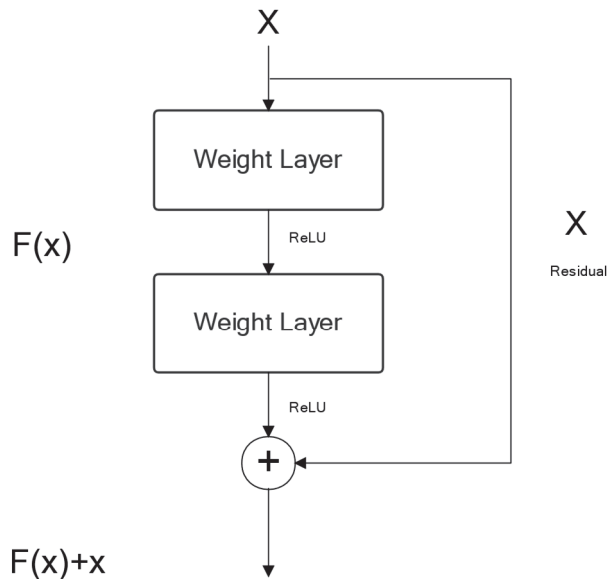 X
Weight Layer
ReLU
F(x)
X
Residual
Weight Layer
ReLU
+
F(x)+x